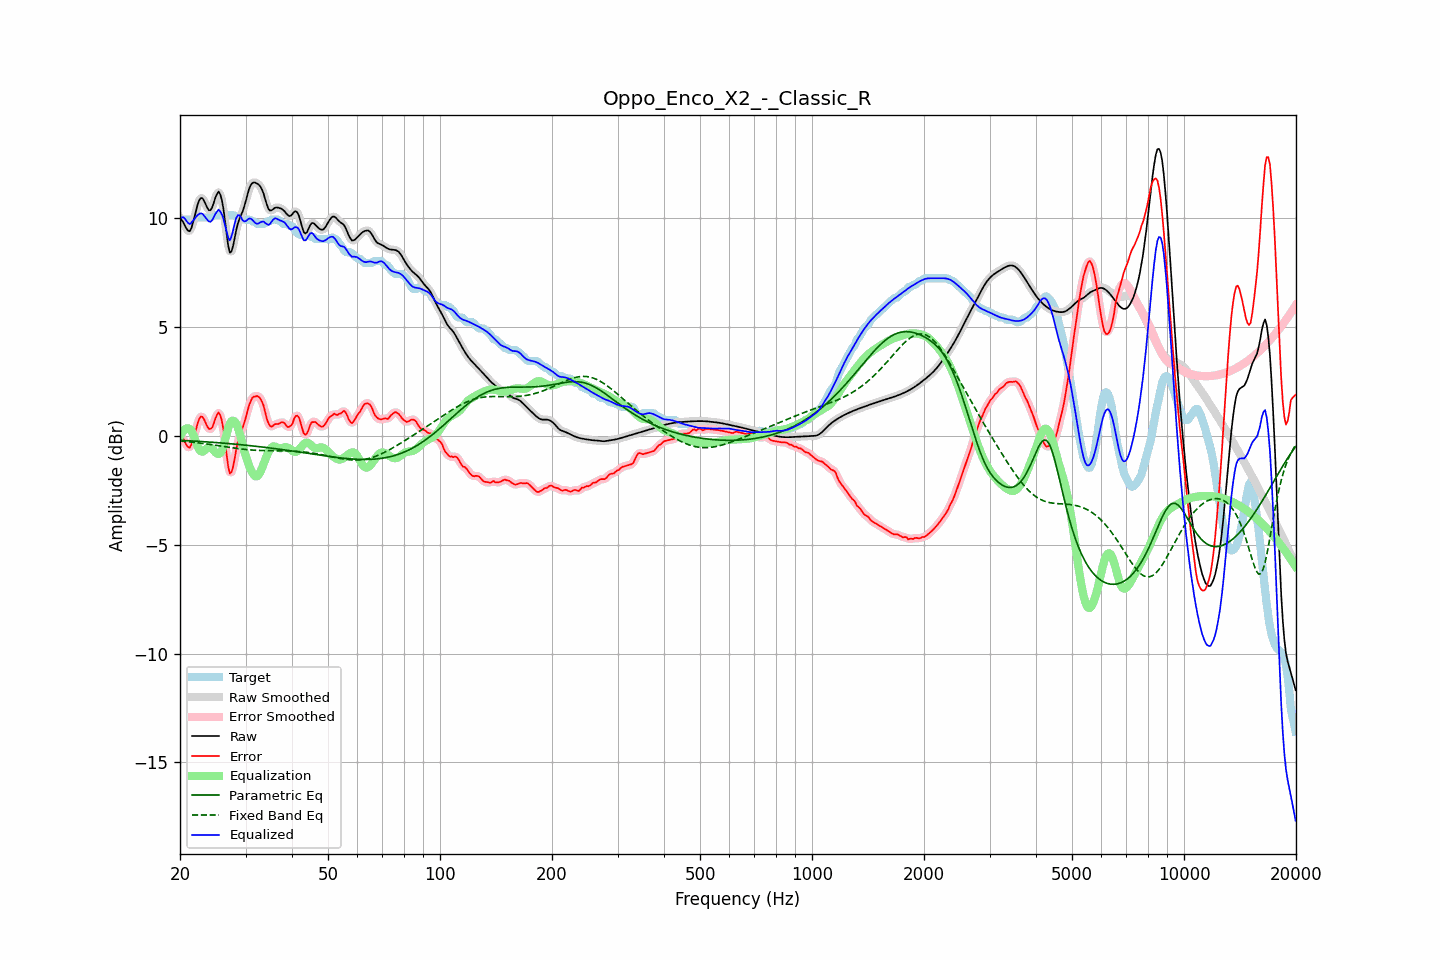 Oppo_Enco_X2_-_Classic_R
Amplitude (dBr)
10
5
0
−5
−10
−15
Target
Raw Smoothed
Error Smoothed
Raw
Error
Equalization
Parametric Eq
Fixed Band Eq
Equalized
20 50 100 200 500 1000 2000 5000 10000 20000
Frequency (Hz)